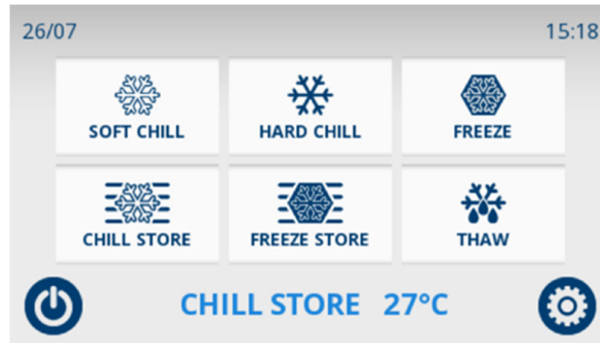 26/07 15:18
SOFT CHILL HARD CHILL FREEZE
CHILL STORE FREEZE STORE THAW
CHILL STORE 27°C